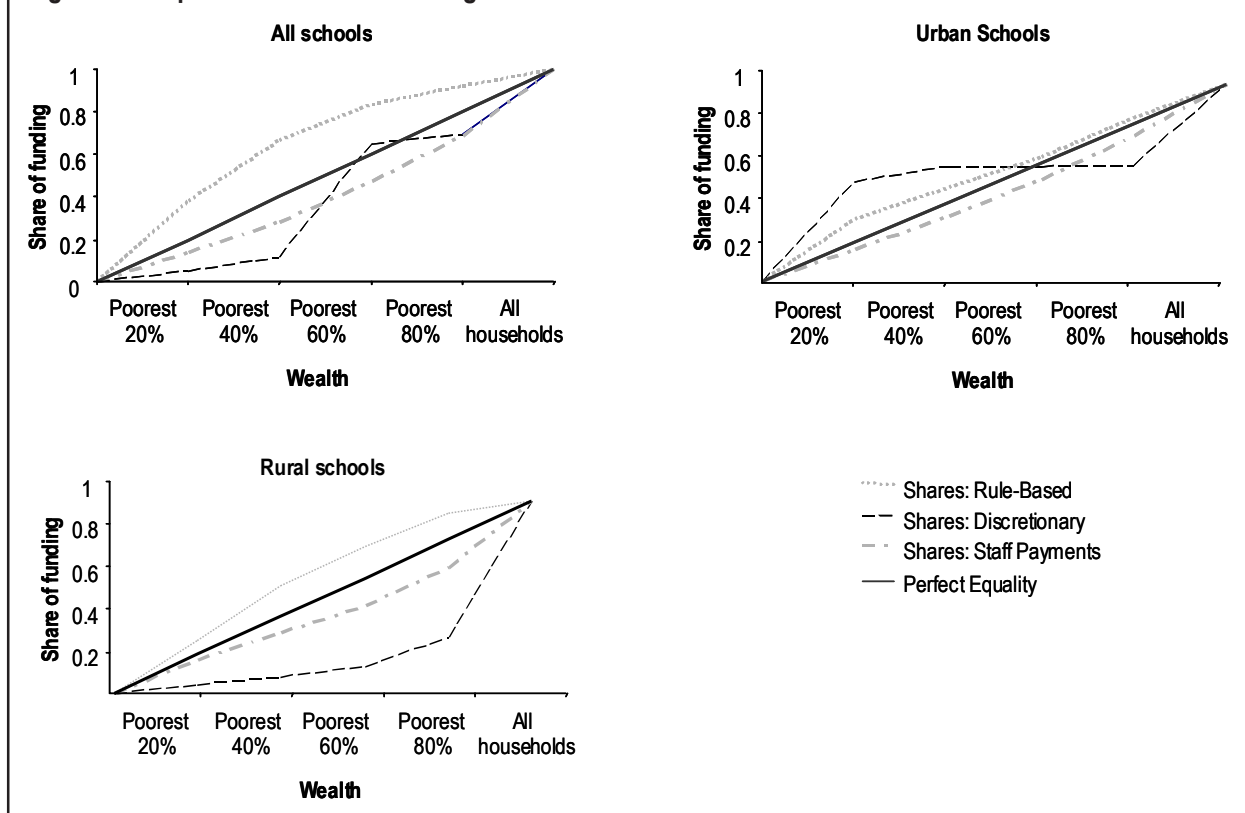 All schools
1
0.8
0.6
0.4
0.2
0
Share of funding
Poorest 20%
Poorest 40%
Poorest 60%
Poorest 80%
All households
Wealth
Urban Schools
1
0.8
0.6
0.4
0.2
Share of funding
Poorest 20%
Poorest 40%
Poorest 60%
Poorest 80%
All households
Wealth
Rural schools
1
0.8
0.6
0.4
0.2
Share of funding
Poorest 20%
Poorest 40%
Poorest 60%
Poorest 80%
All households
Wealth
Shares: Rule-Based
Shares: Discretionary
Shares: Staff Payments
Perfect Equality